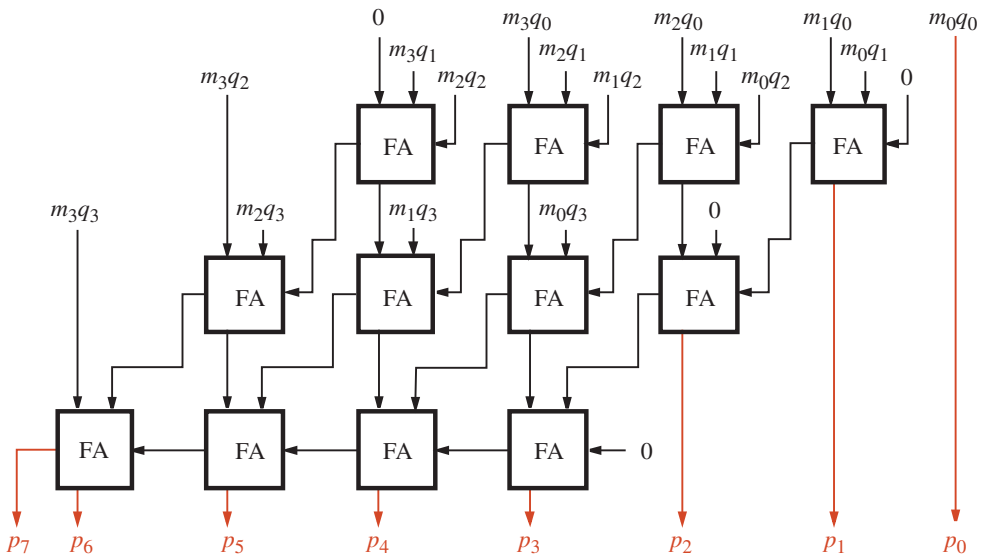 0 m₃q₀ m₂q₀ m₁q₀ m₀q₀
m₃q₁ m₂q₁ m₁q₁ m₀q₁
m₃q₂ m₂q₂ m₁q₂ m₀q₂ 0
FA FA FA FA
m₃q₃ m₂q₃ m₁q₃ m₀q₃ 0
FA FA FA FA
FA FA FA FA 0
p₇ p₆ p₅ p₄ p₃ p₂ p₁ p₀